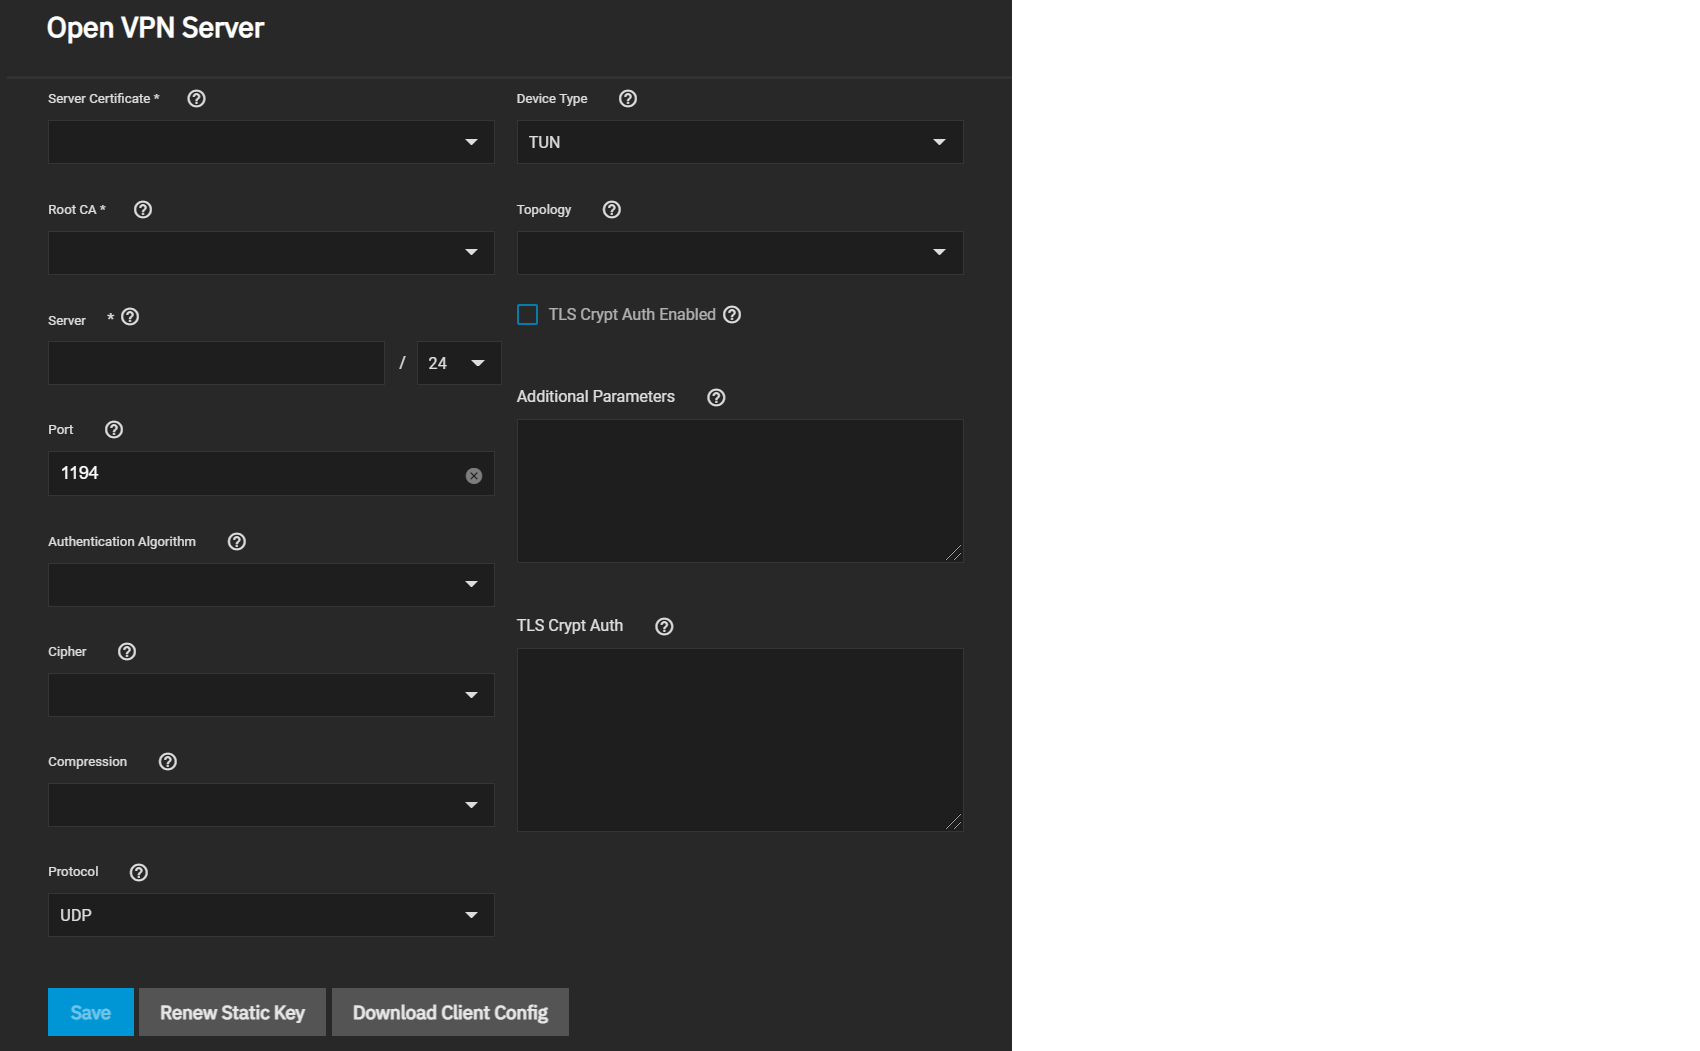 Open VPN Server
Server Certificate *
Root CA *
Server *
/ 24
Port
1194
Authentication Algorithm
Cipher
Compression
Protocol
UDP
Device Type
TUN
Topology
TLS Crypt Auth Enabled
Additional Parameters
TLS Crypt Auth
Save
Renew Static Key
Download Client Config